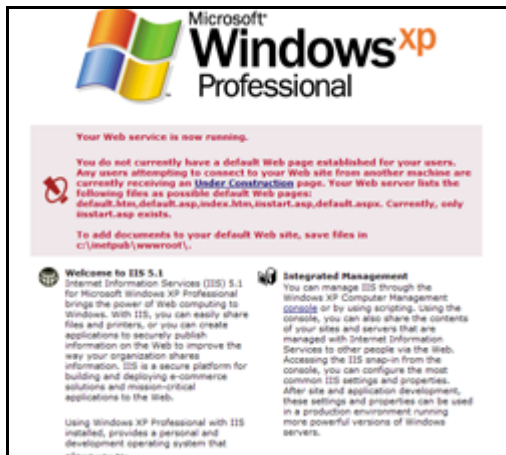 Microsoft
Windows xp
Professional
Your Web service is now running.
You do not currently have a default Web page established for your users.
Any users attempting to connect to your Web site from another machine are
currently receiving an Under Construction page. Your Web server lists the
following files as possible default Web pages:
default.htm,default.asp,index.htm,iisstart.asp,default.aspx. Currently, only
iisstart.asp exists.
To add documents to your default Web site, save files in
c:\inetpub\wwwroot\.
Welcome to IIS 5.1
Internet Information Services (IIS) 5.1
for Microsoft Windows XP Professional
brings the power of Web computing to
Windows. With IIS, you can easily share
files and printers, or you can create
applications to securely publish
information on the Web to improve the
way your organization shares
information. IIS is a secure platform for
building and deploying e-commerce
solutions and mission-critical
applications to the Web.
Using Windows XP Professional with IIS
installed, provides a personal and
development operating system that
Integrated Management
You can manage IIS through the
Windows XP Computer Management
console or by using scripting. Using the
console, you can also share the contents
of your sites and servers that are
managed with Internet Information
Services to other people via the Web.
Accessing the IIS snap-in from the
console, you can configure the most
common IIS settings and properties.
After site and application development,
these settings and properties can be used
in a production environment running
more powerful versions of Windows
servers.